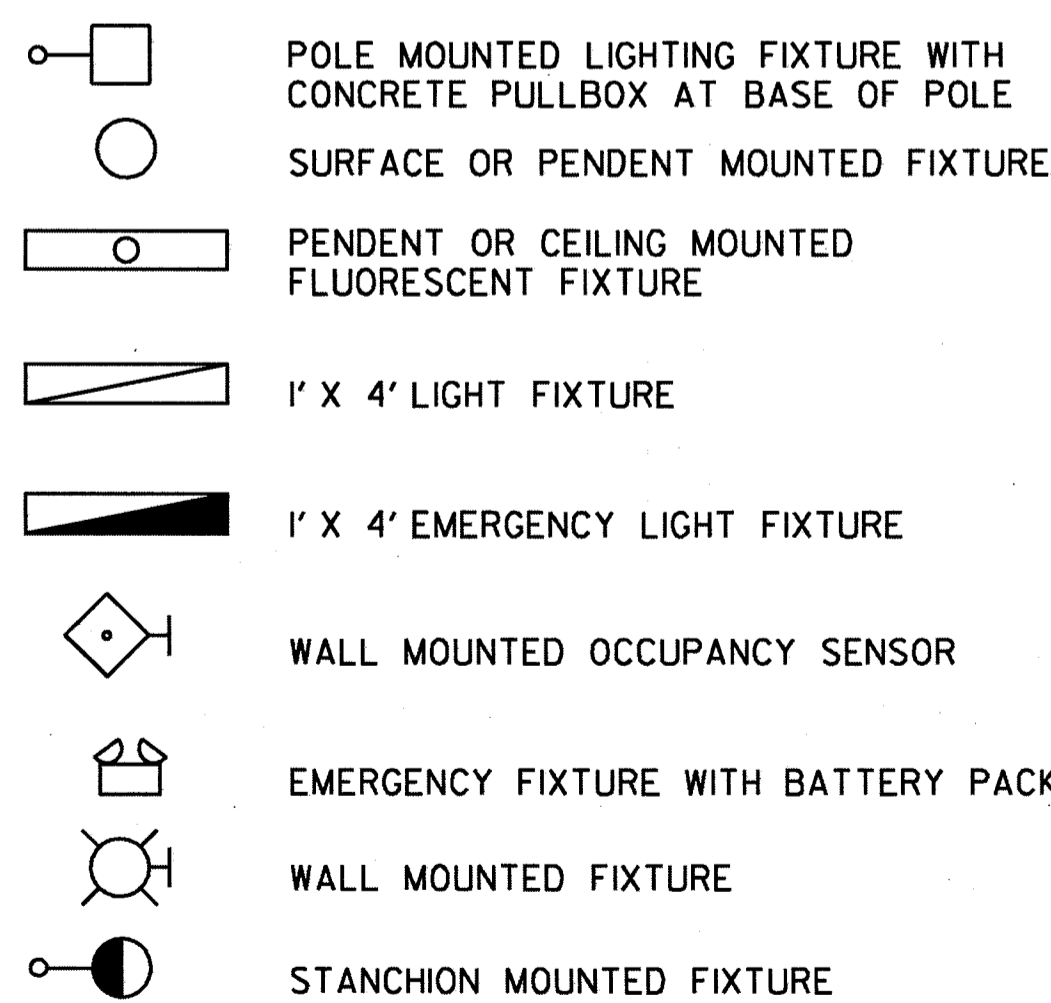 POLE MOUNTED LIGHTING FIXTURE WITH
CONCRETE PULLBOX AT BASE OF POLE
SURFACE OR PENDENT MOUNTED FIXTURE
PENDENT OR CEILING MOUNTED
FLUORESCENT FIXTURE
1' X 4' LIGHT FIXTURE
1' X 4' EMERGENCY LIGHT FIXTURE
WALL MOUNTED OCCUPANCY SENSOR
EMERGENCY FIXTURE WITH BATTERY PACK
WALL MOUNTED FIXTURE
STANCHION MOUNTED FIXTURE